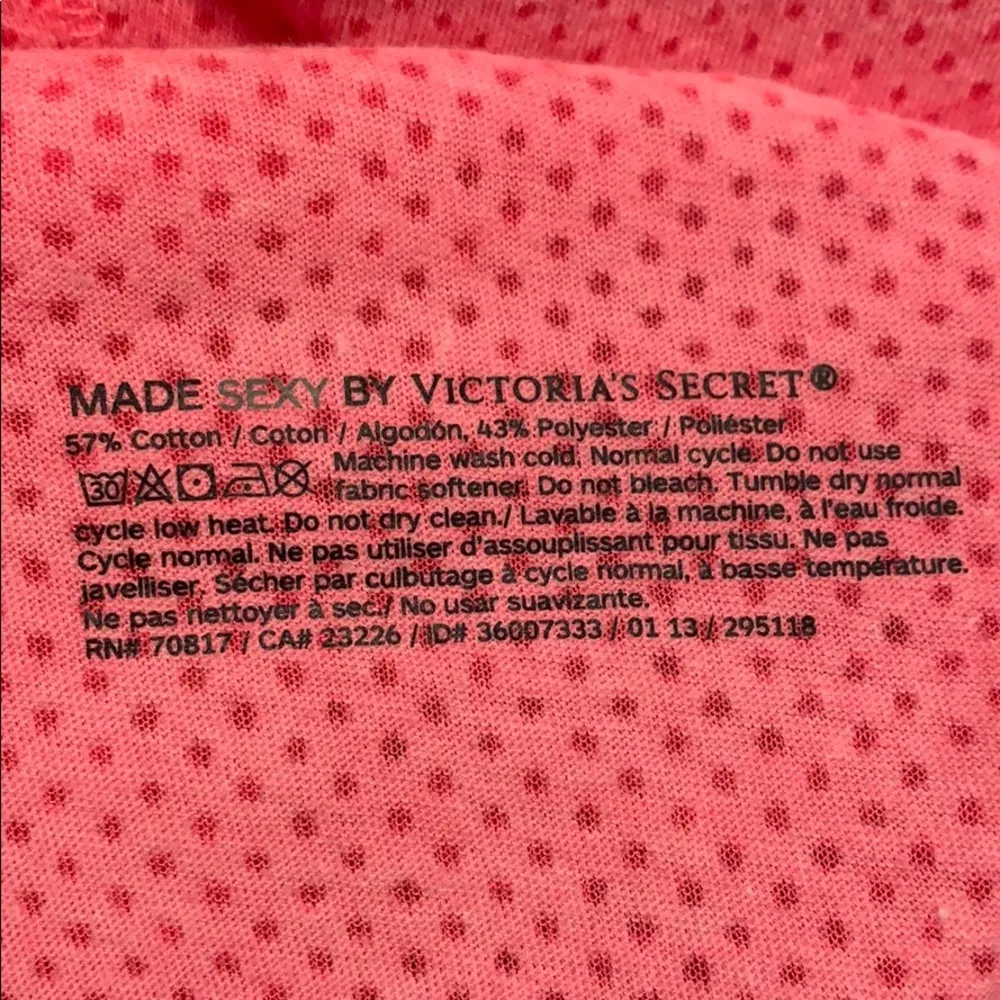 MADE SEXY BY VICTORIA'S SECRET®
57% Cotton / Coton / Algodón, 43% Polyester / Poliéster
30 Machine wash cold. Normal cycle. Do not use
fabric softener. Do not bleach. Tumble dry normal
cycle low heat. Do not dry clean./ Lavable à la machine, à l'eau froide.
Cycle normal. Ne pas utiliser d'assouplissant pour tissu. Ne pas
javelliser. Sécher par culbutage à cycle normal, à basse température.
Ne pas nettoyer à sec./ No usar suavizante.
RN# 70817 / CA# 23226 / ID# 36007333 / 01 13 / 295118